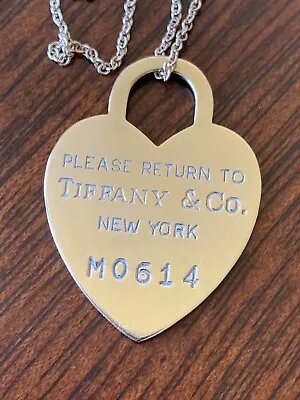 PLEASE RETURN TO
TIFFANY & CO.
NEW YORK
M0614